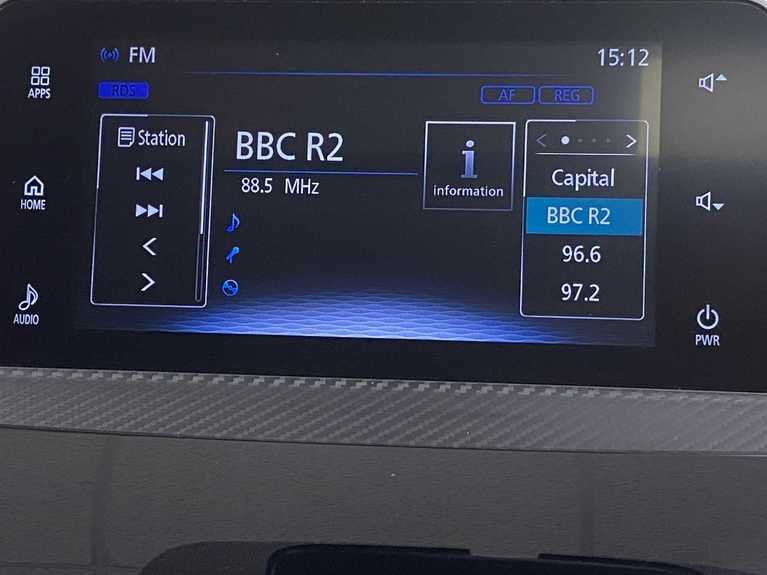 FM
15:12
RDS
AF
REG
APPS
HOME
AUDIO
Station
BBC R2
88.5 MHz
i
information
Capital
BBC R2
96.6
97.2
PWR